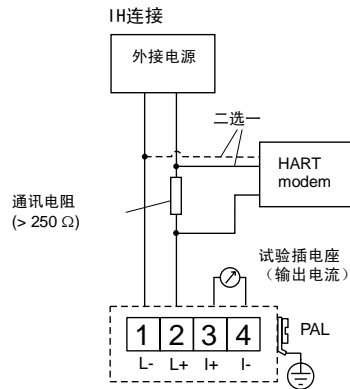 IH连接
外接电源
二选一
HART
modem
通讯电阻
(> 250 Ω)
试验插电座
（输出电流）
1 2 3 4
L- L+ I+ I-
PAL